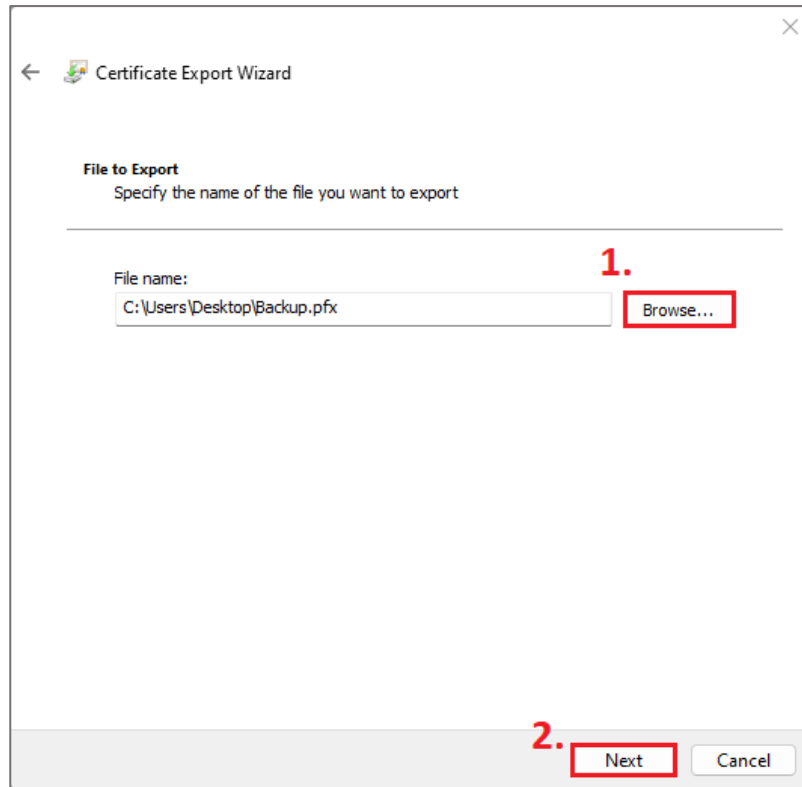 Certificate Export Wizard
File to Export
Specify the name of the file you want to export
1.
File name:
C:\Users\Desktop\Backup.pfx
Browse...
2.
Next
Cancel